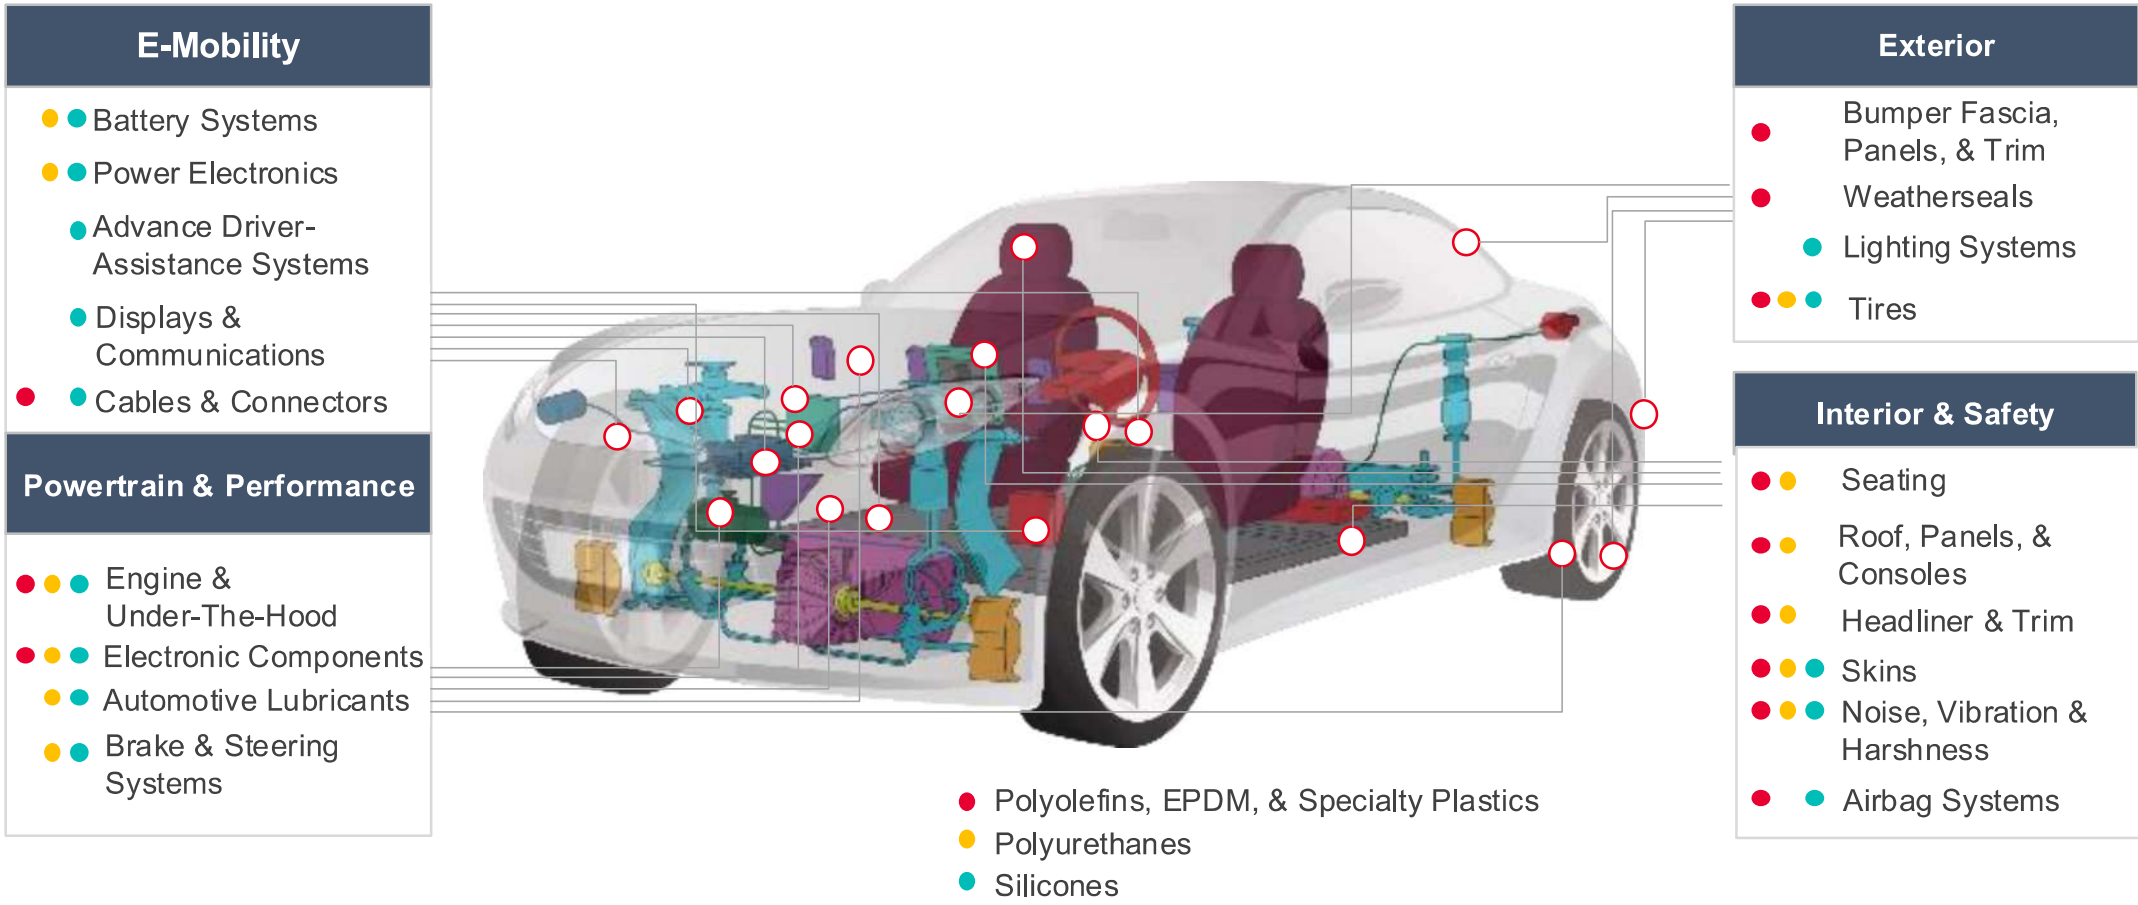 E-Mobility
Battery Systems
Power Electronics
Advance Driver-
Assistance Systems
Displays &
Communications
Cables & Connectors
Powertrain & Performance
Engine &
Under-The-Hood
Electronic Components
Automotive Lubricants
Brake & Steering
Systems
Exterior
Bumper Fascia,
Panels, & Trim
Weatherseals
Lighting Systems
Tires
Interior & Safety
Seating
Roof, Panels, &
Consoles
Headliner & Trim
Skins
Noise, Vibration &
Harshness
Airbag Systems
Polyolefins, EPDM, & Specialty Plastics
Polyurethanes
Silicones